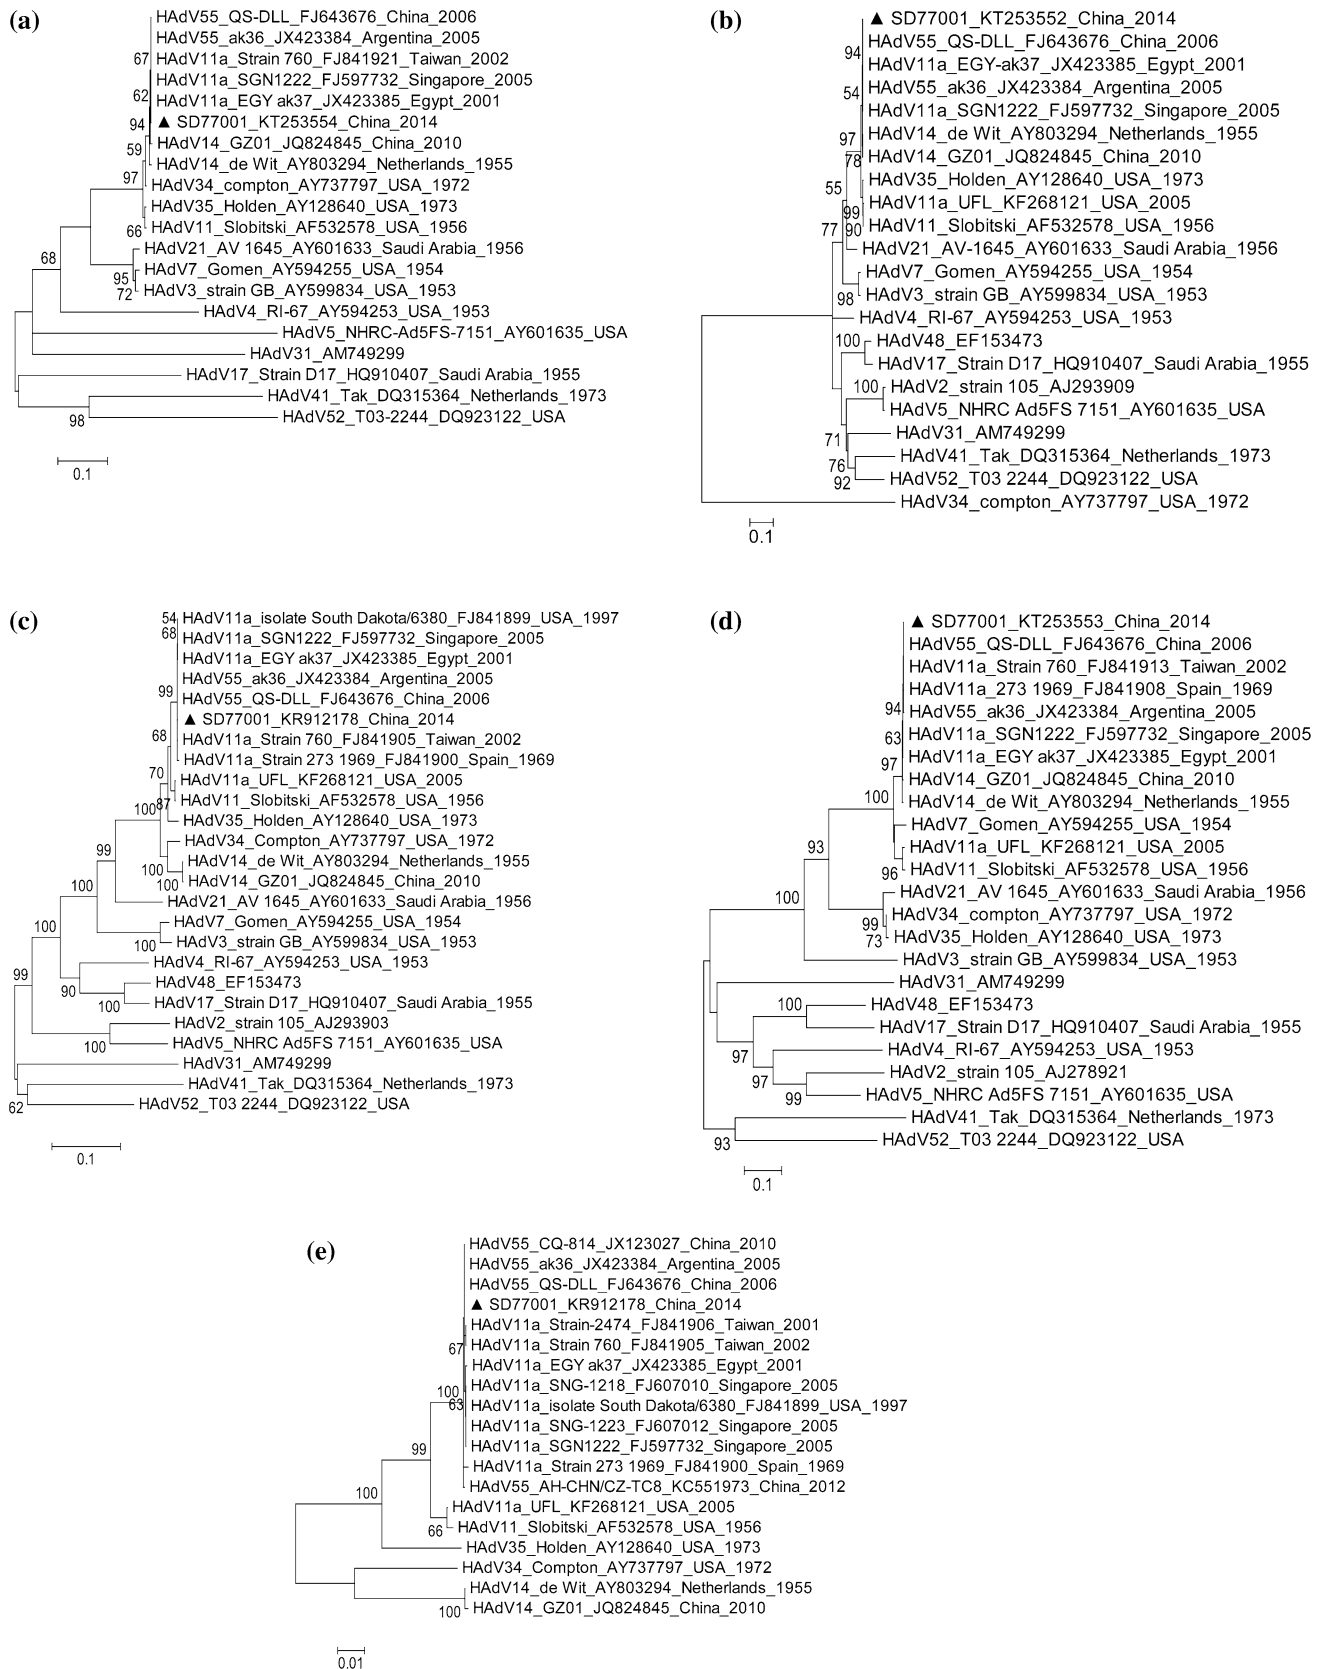 (a)
HAdV55_QS-DLL_FJ643676_China_2006
HAdV55_ak36_JX423384_Argentina_2005
67
HAdV11a_Strain 760_FJ841921_Taiwan_2002
HAdV11a_SGN1222_FJ597732_Singapore_2005
62
HAdV11a_EGY ak37_JX423385_Egypt_2001
94
▲ SD77001_KT253554_China_2014
59
HAdV14_GZ01_JQ824845_China_2010
HAdV14_de Wit_AY803294_Netherlands_1955
97
HAdV34_compton_AY737797_USA_1972
HAdV35_Holden_AY128640_USA_1973
66
HAdV11_Slobitski_AF532578_USA_1956
HAdV21_AV 1645_AY601633_Saudi Arabia_1956
68
95
HAdV7_Gomen_AY594255_USA_1954
72
HAdV3_strain GB_AY599834_USA_1953
HAdV4_RI-67_AY594253_USA_1953
HAdV5_NHRC-Ad5FS-7151_AY601635_USA
HAdV31_AM749299
HAdV17_Strain D17_HQ910407_Saudi Arabia_1955
HAdV41_Tak_DQ315364_Netherlands_1973
98
HAdV52_T03-2244_DQ923122_USA
0.1
(b)
▲ SD77001_KT253552_China_2014
94
HAdV55_QS-DLL_FJ643676_China_2006
HAdV11a_EGY-ak37_JX423385_Egypt_2001
54
HAdV55_ak36_JX423384_Argentina_2005
HAdV11a_SGN1222_FJ597732_Singapore_2005
97
HAdV14_de Wit_AY803294_Netherlands_1955
78
HAdV14_GZ01_JQ824845_China_2010
55
HAdV35_Holden_AY128640_USA_1973
99
HAdV11a_UFL_KF268121_USA_2005
77
90
HAdV11_Slobitski_AF532578_USA_1956
HAdV21_AV-1645_AY601633_Saudi Arabia_1956
HAdV7_Gomen_AY594255_USA_1954
98
HAdV3_strain GB_AY599834_USA_1953
HAdV4_RI-67_AY594253_USA_1953
100
HAdV48_EF153473
HAdV17_Strain D17_HQ910407_Saudi Arabia_1955
100
HAdV2_strain 105_AJ293909
HAdV5_NHRC Ad5FS 7151_AY601635_USA
71
HAdV31_AM749299
76
HAdV41_Tak_DQ315364_Netherlands_1973
92
HAdV52_T03 2244_DQ923122_USA
HAdV34_compton_AY737797_USA_1972
0.1
(c)
54
HAdV11a_isolate South Dakota/6380_FJ841899_USA_1997
68
HAdV11a_SGN1222_FJ597732_Singapore_2005
HAdV11a_EGY ak37_JX423385_Egypt_2001
HAdV55_ak36_JX423384_Argentina_2005
99
HAdV55_QS-DLL_FJ643676_China_2006
▲ SD77001_KR912178_China_2014
68
HAdV11a_Strain 760_FJ841905_Taiwan_2002
HAdV11a_Strain 273 1969_FJ841900_Spain_1969
70
HAdV11a_UFL_KF268121_USA_2005
87
HAdV11_Slobitski_AF532578_USA_1956
100
HAdV35_Holden_AY128640_USA_1973
HAdV34_Compton_AY737797_USA_1972
99
100
HAdV14_de Wit_AY803294_Netherlands_1955
100
HAdV14_GZ01_JQ824845_China_2010
100
HAdV21_AV 1645_AY601633_Saudi Arabia_1956
HAdV7_Gomen_AY594255_USA_1954
100
100
HAdV3_strain GB_AY599834_USA_1953
HAdV4_RI-67_AY594253_USA_1953
99
90
HAdV48_EF153473
100
HAdV17_Strain D17_HQ910407_Saudi Arabia_1955
HAdV2_strain 105_AJ293903
100
HAdV5_NHRC Ad5FS 7151_AY601635_USA
HAdV31_AM749299
HAdV41_Tak_DQ315364_Netherlands_1973
62
HAdV52_T03 2244_DQ923122_USA
0.1
(d)
▲ SD77001_KT253553_China_2014
HAdV55_QS-DLL_FJ643676_China_2006
HAdV11a_Strain 760_FJ841913_Taiwan_2002
HAdV11a_273 1969_FJ841908_Spain_1969
94
HAdV55_ak36_JX423384_Argentina_2005
63
HAdV11a_SGN1222_FJ597732_Singapore_2005
97
HAdV11a_EGY ak37_JX423385_Egypt_2001
HAdV14_GZ01_JQ824845_China_2010
100
HAdV14_de Wit_AY803294_Netherlands_1955
HAdV7_Gomen_AY594255_USA_1954
93
HAdV11a_UFL_KF268121_USA_2005
96
HAdV11_Slobitski_AF532578_USA_1956
100
HAdV21_AV 1645_AY601633_Saudi Arabia_1956
99
HAdV34_compton_AY737797_USA_1972
73
HAdV35_Holden_AY128640_USA_1973
HAdV3_strain GB_AY599834_USA_1953
HAdV31_AM749299
100
HAdV48_EF153473
HAdV17_Strain D17_HQ910407_Saudi Arabia_1955
97
HAdV4_RI-67_AY594253_USA_1953
97
HAdV2_strain 105_AJ278921
99
HAdV5_NHRC Ad5FS 7151_AY601635_USA
HAdV41_Tak_DQ315364_Netherlands_1973
93
HAdV52_T03 2244_DQ923122_USA
0.1
(e)
HAdV55_CQ-814_JX123027_China_2010
HAdV55_ak36_JX423384_Argentina_2005
HAdV55_QS-DLL_FJ643676_China_2006
▲ SD77001_KR912178_China_2014
HAdV11a_Strain-2474_FJ841906_Taiwan_2001
67
HAdV11a_Strain 760_FJ841905_Taiwan_2002
HAdV11a_EGY ak37_JX423385_Egypt_2001
100
HAdV11a_SNG-1218_FJ607010_Singapore_2005
63
HAdV11a_isolate South Dakota/6380_FJ841899_USA_1997
HAdV11a_SNG-1223_FJ607012_Singapore_2005
99
HAdV11a_SGN1222_FJ597732_Singapore_2005
HAdV11a_Strain 273 1969_FJ841900_Spain_1969
100
HAdV55_AH-CHN/CZ-TC8_KC551973_China_2012
HAdV11a_UFL_KF268121_USA_2005
66
HAdV11_Slobitski_AF532578_USA_1956
HAdV35_Holden_AY128640_USA_1973
HAdV34_Compton_AY737797_USA_1972
HAdV14_de Wit_AY803294_Netherlands_1955
100
HAdV14_GZ01_JQ824845_China_2010
0.01